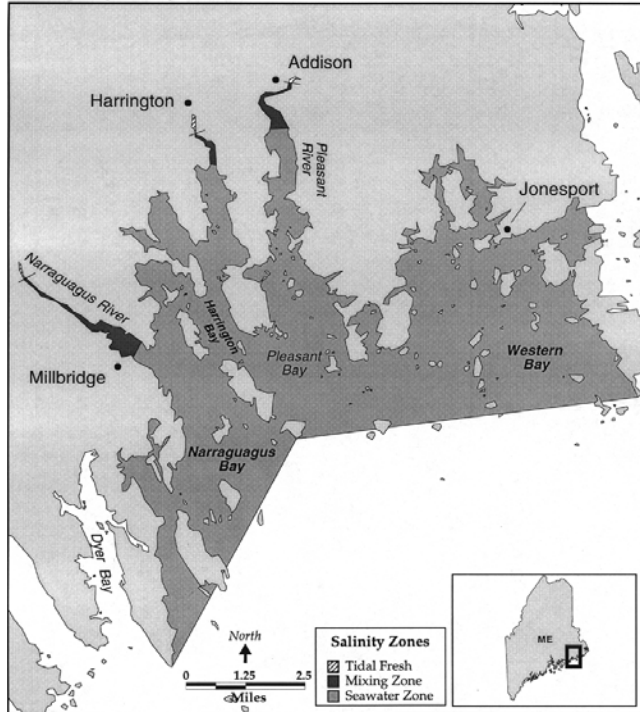 Addison
Harrington
Pleasant
River
Jonesport
Narraguagus River
Harrington
Bay
Pleasant
Bay
Western
Bay
Millbridge
Narraguagus
Bay
Dyer Bay
North
0 1.25 2.5
Miles
Salinity Zones
Tidal Fresh
Mixing Zone
Seawater Zone
ME